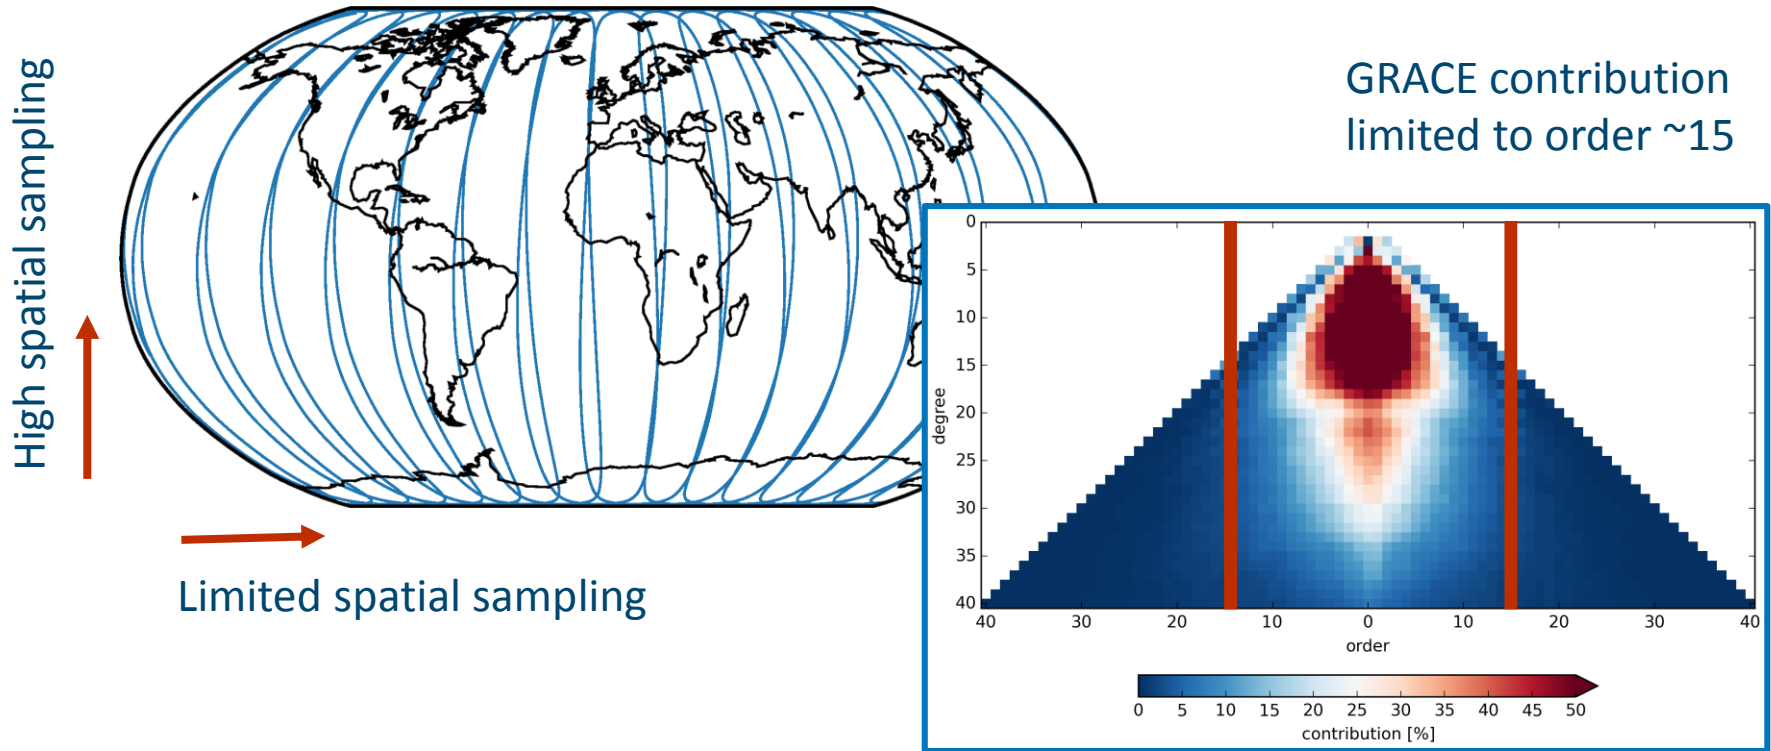 High spatial sampling
Limited spatial sampling
GRACE contribution
limited to order ~15
degree
0
5
10
15
20
25
30
35
40
40 30 20 10 0 10 20 30 40
order
0 5 10 15 20 25 30 35 40 45 50
contribution [%]